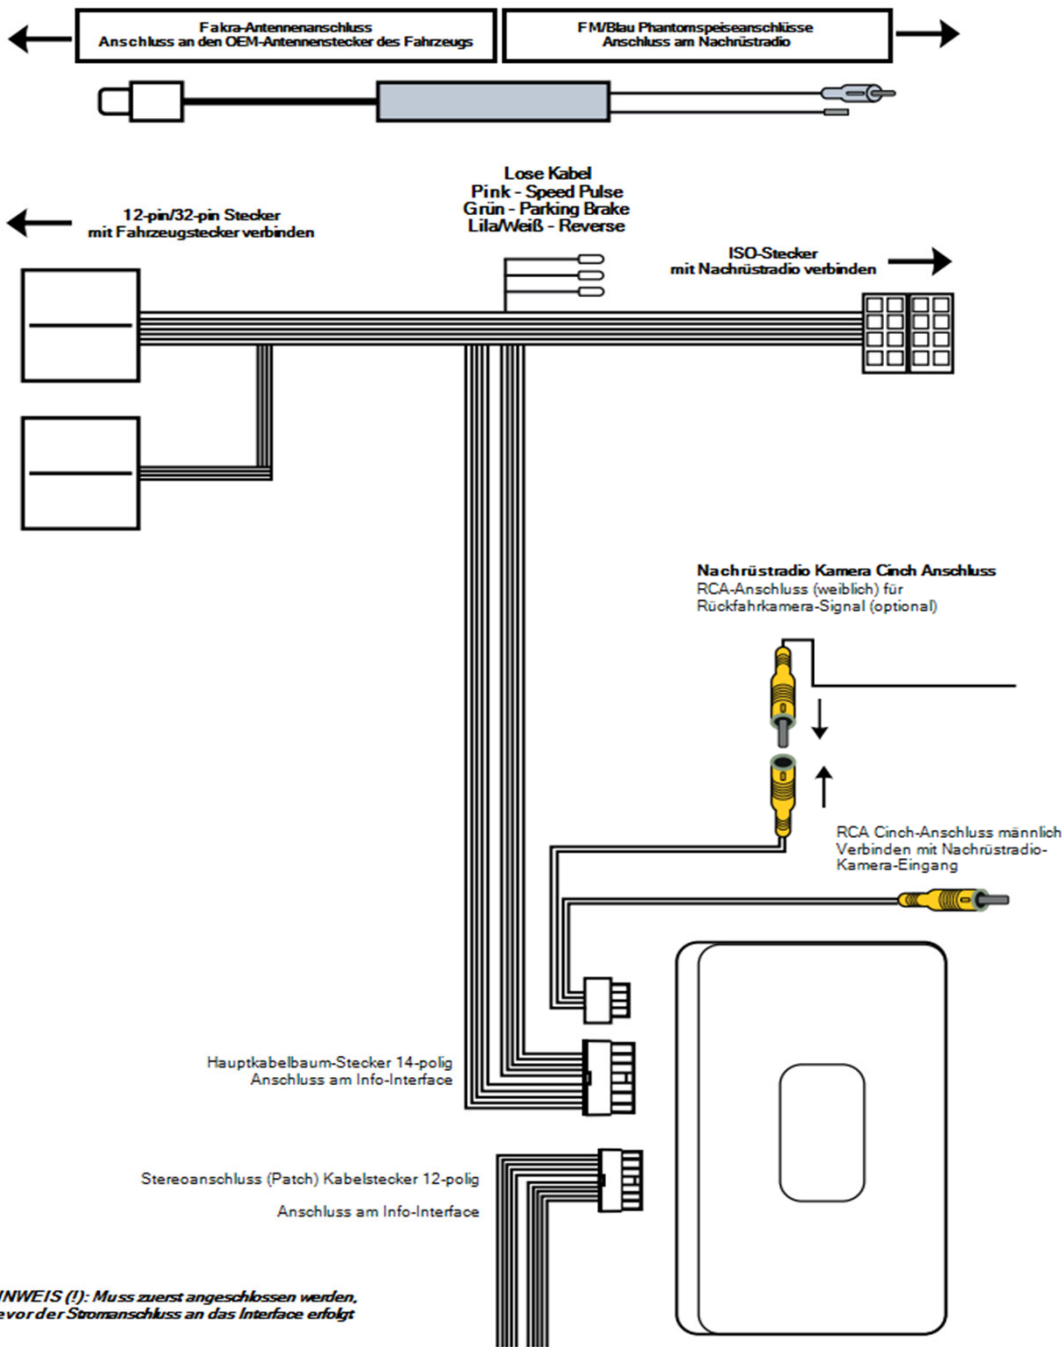 Fakra-Antennenanschluss
Anschluss an den OEM-Antennenstecker des Fahrzeugs
FM/Blau Phantomspeiseanschlüsse
Anschluss am Nachrüstradio
Lose Kabel
Pink - Speed Pulse
Grün - Parking Brake
Lila/Weiß - Reverse
12-pin/32-pin Stecker
mit Fahrzeugstecker verbinden
ISO-Stecker
mit Nachrüstradio verbinden
Nachrüstradio Kamera Cinch Anschluss
RCA-Anschluss (weiblich) für
Rückfahrkamera-Signal (optional)
RCA Cinch-Anschluss männlich
Verbinden mit Nachrüstradio-
Kamera-Eingang
Hauptkabelbaum-Stecker 14-polig
Anschluss am Info-Interface
Stereoanschluss (Patch) Kabelstecker 12-polig
Anschluss am Info-Interface
INWEIS (!): Muss zuerst angeschlossen werden,
evor der Stromanschluss an das Interface erfolgt